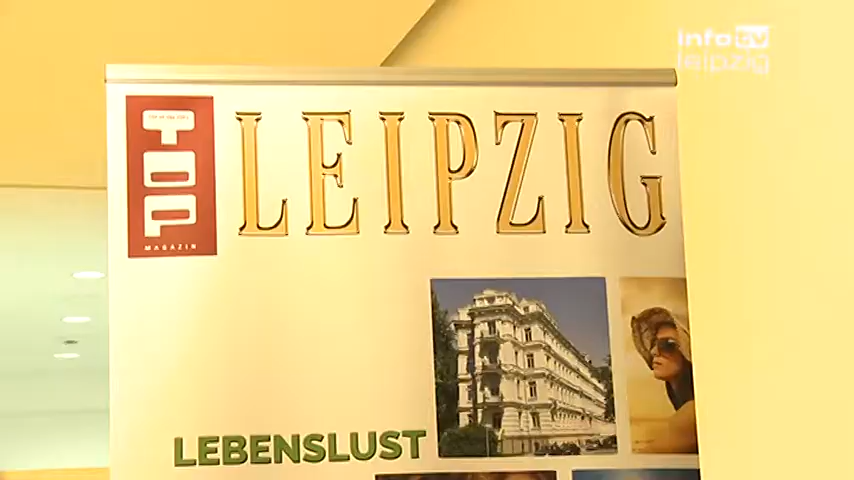 info tv
leipzig
TOP
MAGAZIN
LEIPZIG
LEBENSLUST